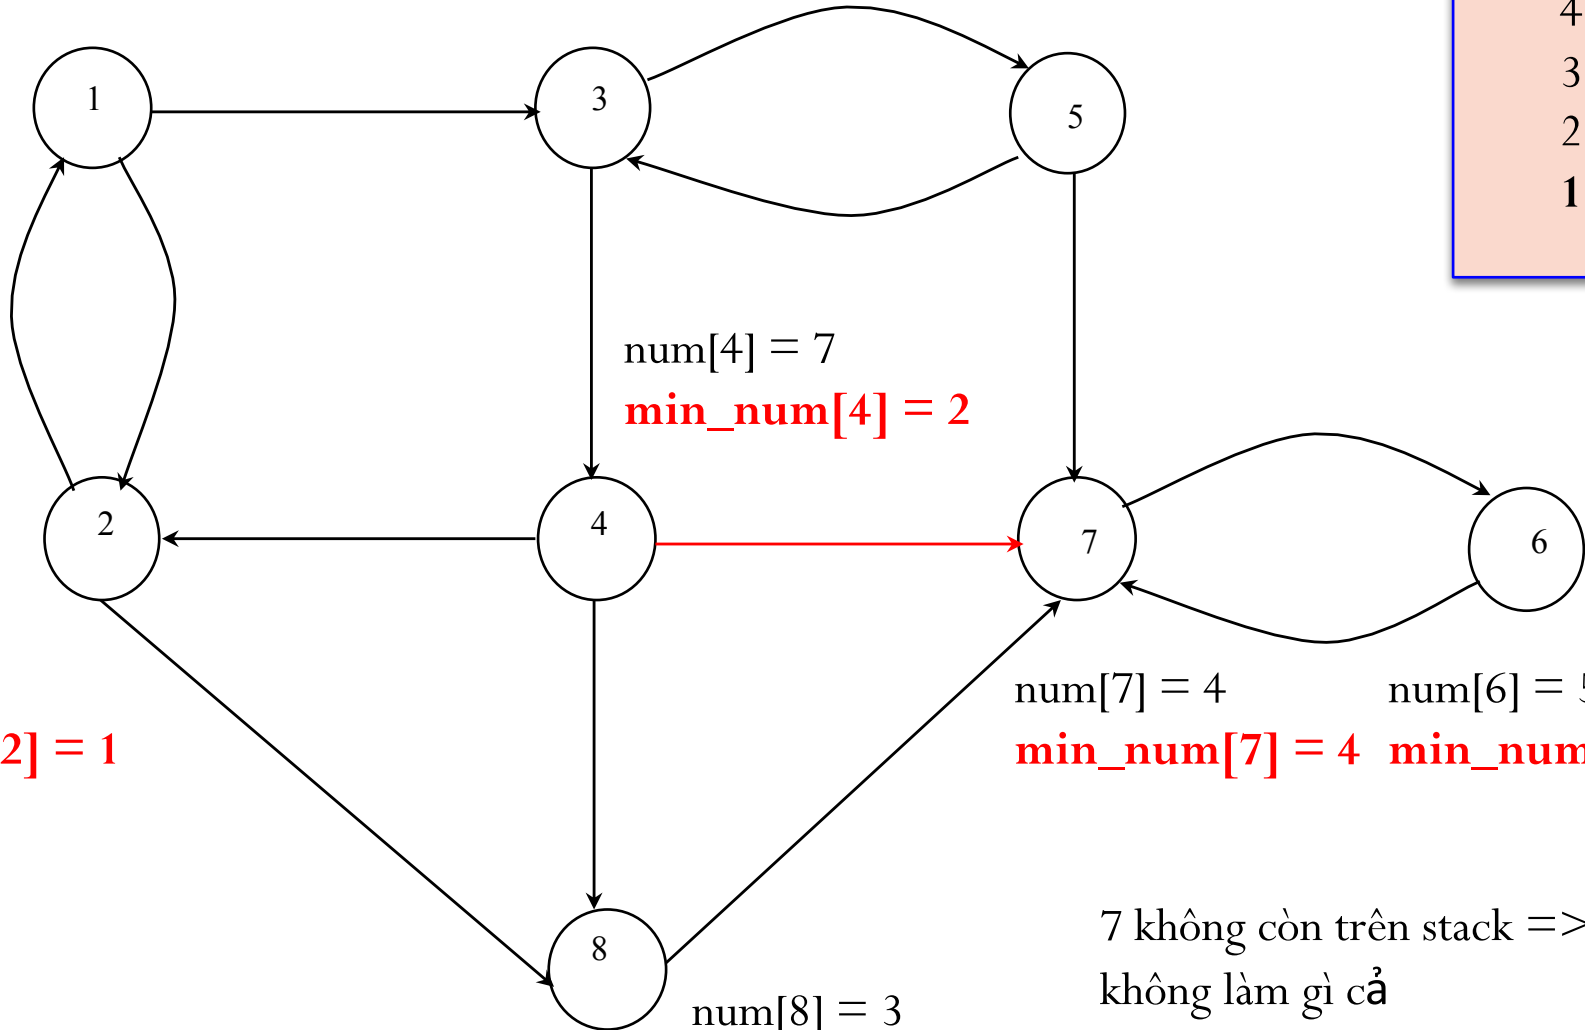 4
3
2
1
1
3
5
num[4] = 7
min_num[4] = 2
2
4
7
6
num[7] = 4
num[6] =
min_num[7] = 4
2] = 1
8
num[8] = 3
7 không còn trên stack =>
không làm gì cả